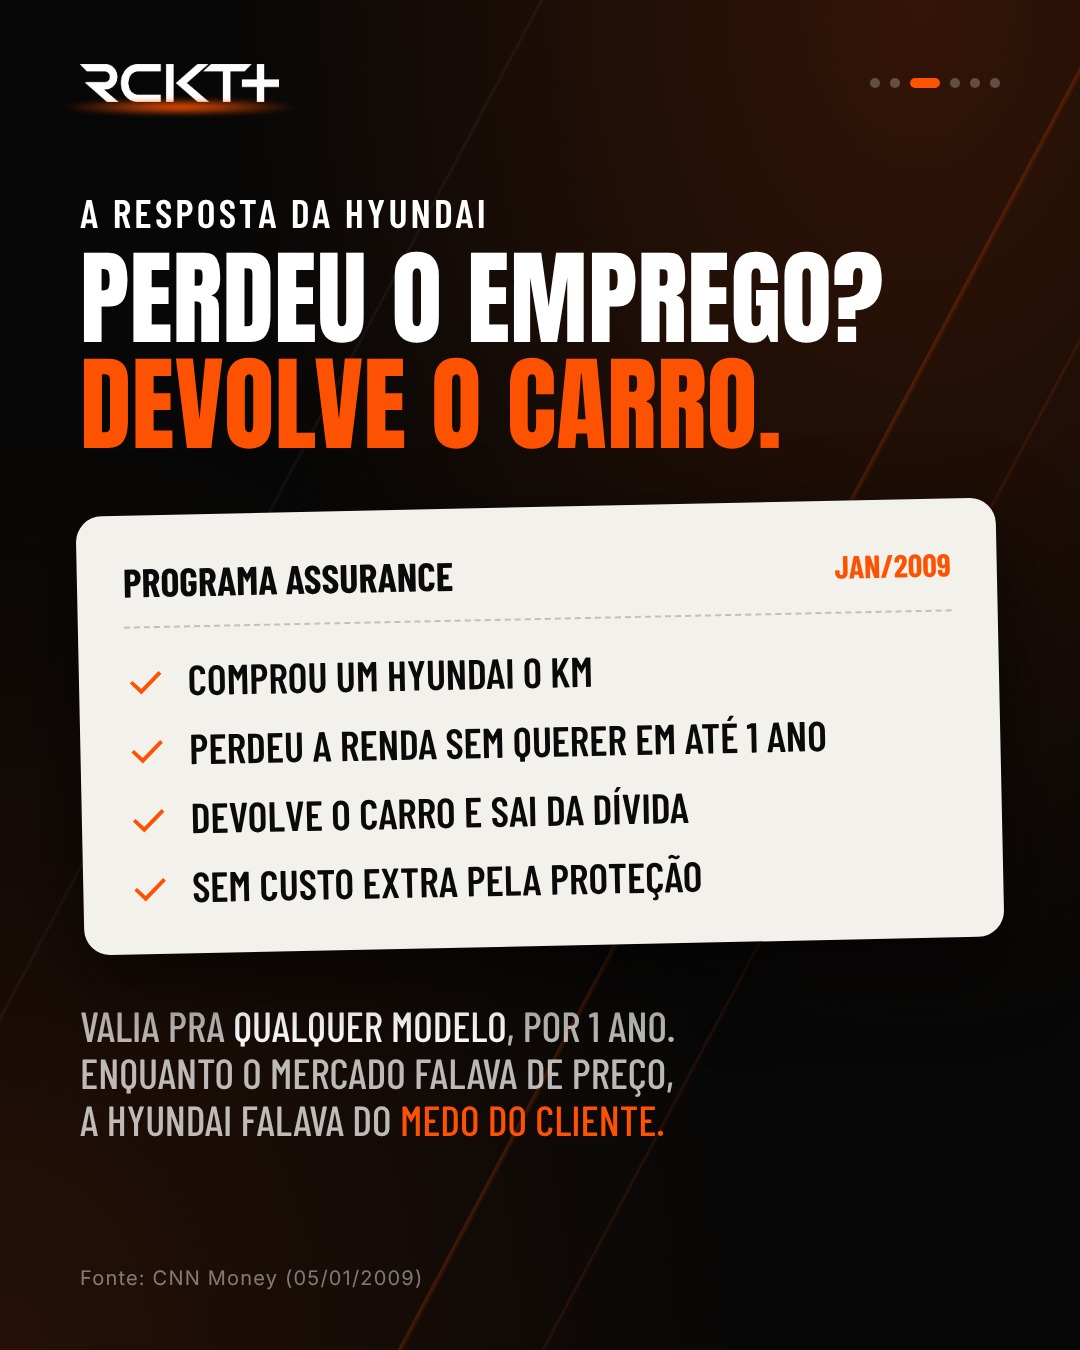 RCKT+
A RESPOSTA DA HYUNDAI
PERDEU O EMPREGO?
DEVOLVE O CARRO.
PROGRAMA ASSURANCE
JAN/2009
COMPROU UM HYUNDAI 0 KM
PERDEU A RENDA SEM QUERER EM ATÉ 1 ANO
DEVOLVE O CARRO E SAI DA DÍVIDA
SEM CUSTO EXTRA PELA PROTEÇÃO
VALIA PRA QUALQUER MODELO, POR 1 ANO.
ENQUANTO O MERCADO FALAVA DE PREÇO,
A HYUNDAI FALAVA DO MEDO DO CLIENTE.
Fonte: CNN Money (05/01/2009)